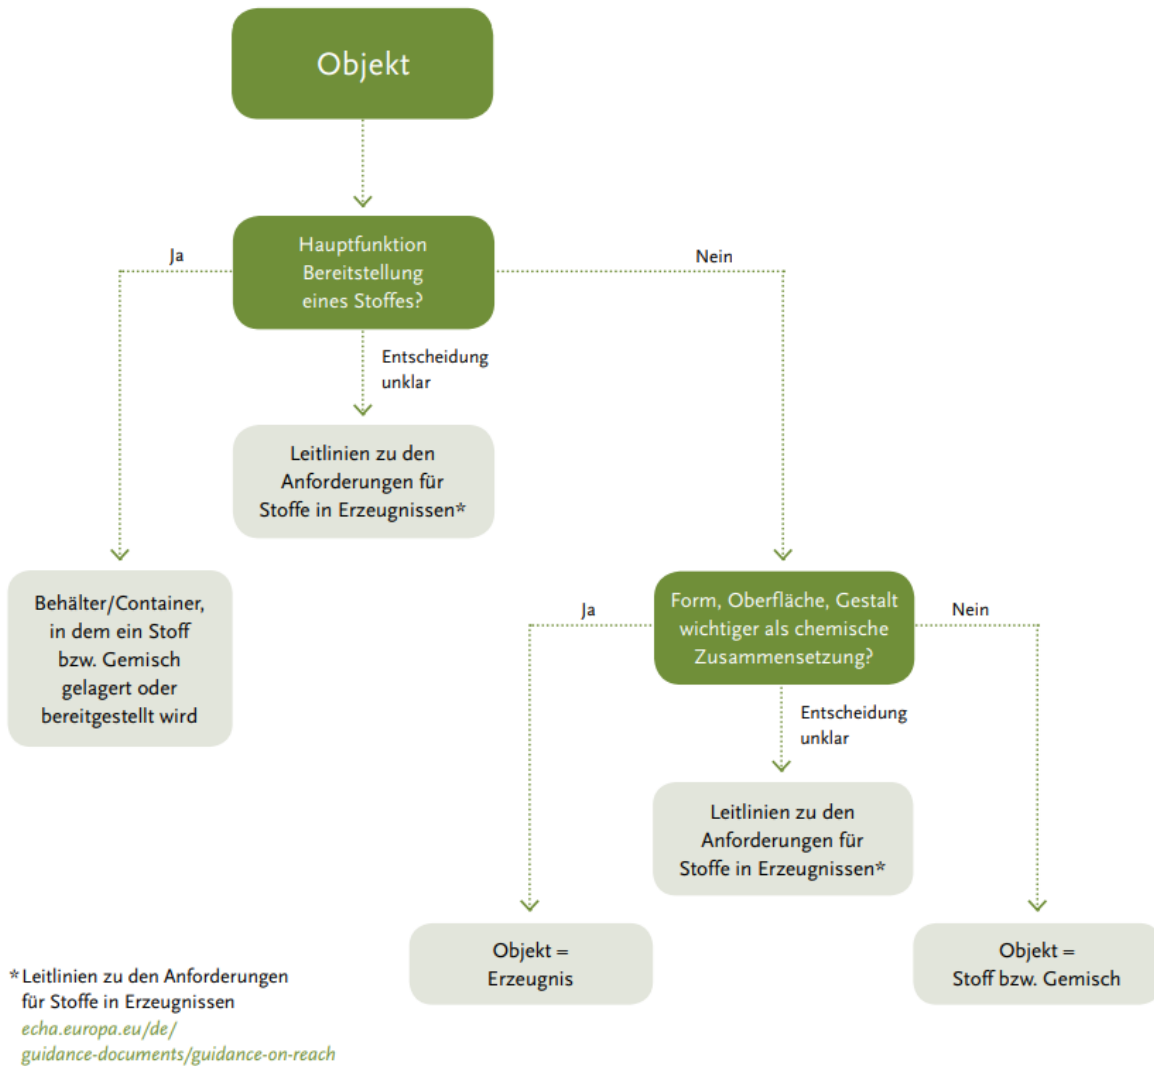 Objekt
Hauptfunktion
Bereitstellung
eines Stoffes?
Ja
Nein
Entscheidung
unklar
Leitlinien zu den
Anforderungen für
Stoffe in Erzeugnissen*
Behälter/Container,
in dem ein Stoff
bzw. Gemisch
gelagert oder
bereitgestellt wird
Form, Oberfläche, Gestalt
wichtiger als chemische
Zusammensetzung?
Ja
Nein
Entscheidung
unklar
Leitlinien zu den
Anforderungen für
Stoffe in Erzeugnissen*
Objekt =
Erzeugnis
Objekt =
Stoff bzw. Gemisch
*Leitlinien zu den Anforderungen
für Stoffe in Erzeugnissen
echa.europa.eu/de/
guidance-documents/guidance-on-reach